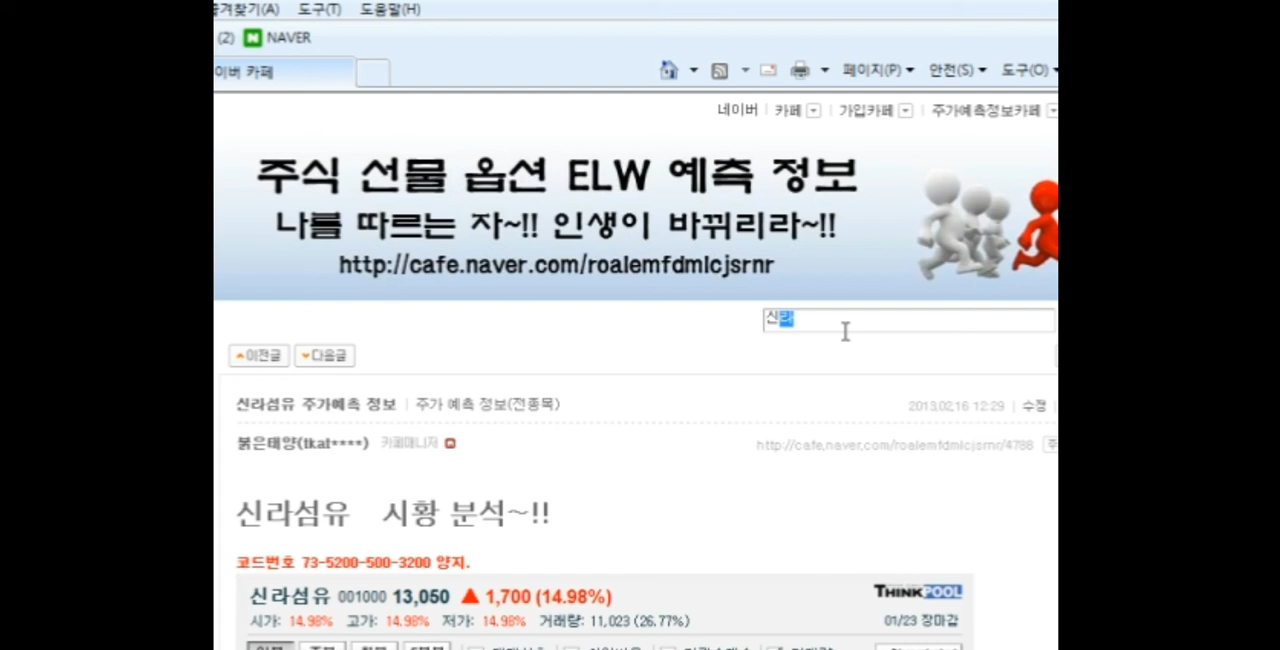 즐겨찾기(A) 도구(T) 도움말(H)
(2) NAVER
이버 카페
페이지(P) 안전(S) 도구(O)
네이버 카페 가입카페 주가예측정보카페
주식 선물 옵션 ELW 예측 정보
나를 따르는 자~!! 인생이 바뀌리라~!!
http://cafe.naver.com/roalemfdmlcjsrnr
신라
이전글 다음글
신라섬유 주가예측 정보 | 주가 예측 정보(전종목) 2013.02.16 12:29 | 수정
붉은태양(tkat****) 카페매니저 http://cafe.naver.com/roalemfdmlcjsrnr/4788
신라섬유 시황 분석~!!
코드번호 73-5200-500-3200 양지.
신라섬유 001000 13,050 ▲ 1,700 (14.98%) THINKPOOL
시가: 14.98% 고가: 14.98% 저가: 14.98% 거래량: 11,023 (26.77%) 01/23 장마감